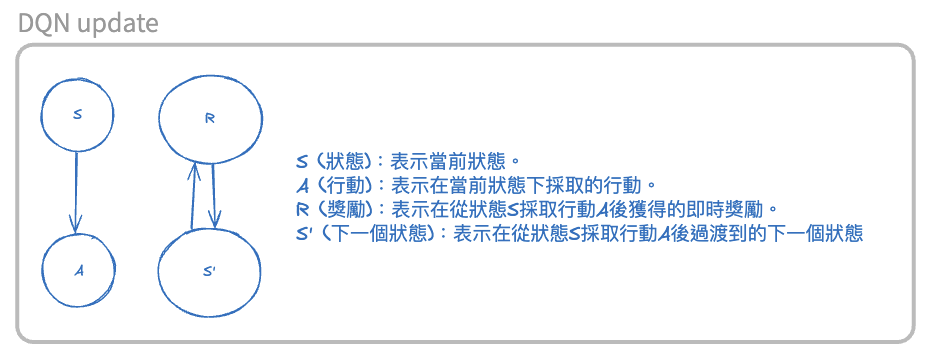 DQN update
S
R
A
S'
S (狀態)：表示當前狀態。
A (行動)：表示在當前狀態下採取的行動。
R (獎勵)：表示在從狀態S採取行動A後獲得的即時獎勵。
S' (下一個狀態)：表示在從狀態S採取行動A後過渡到的下一個狀態